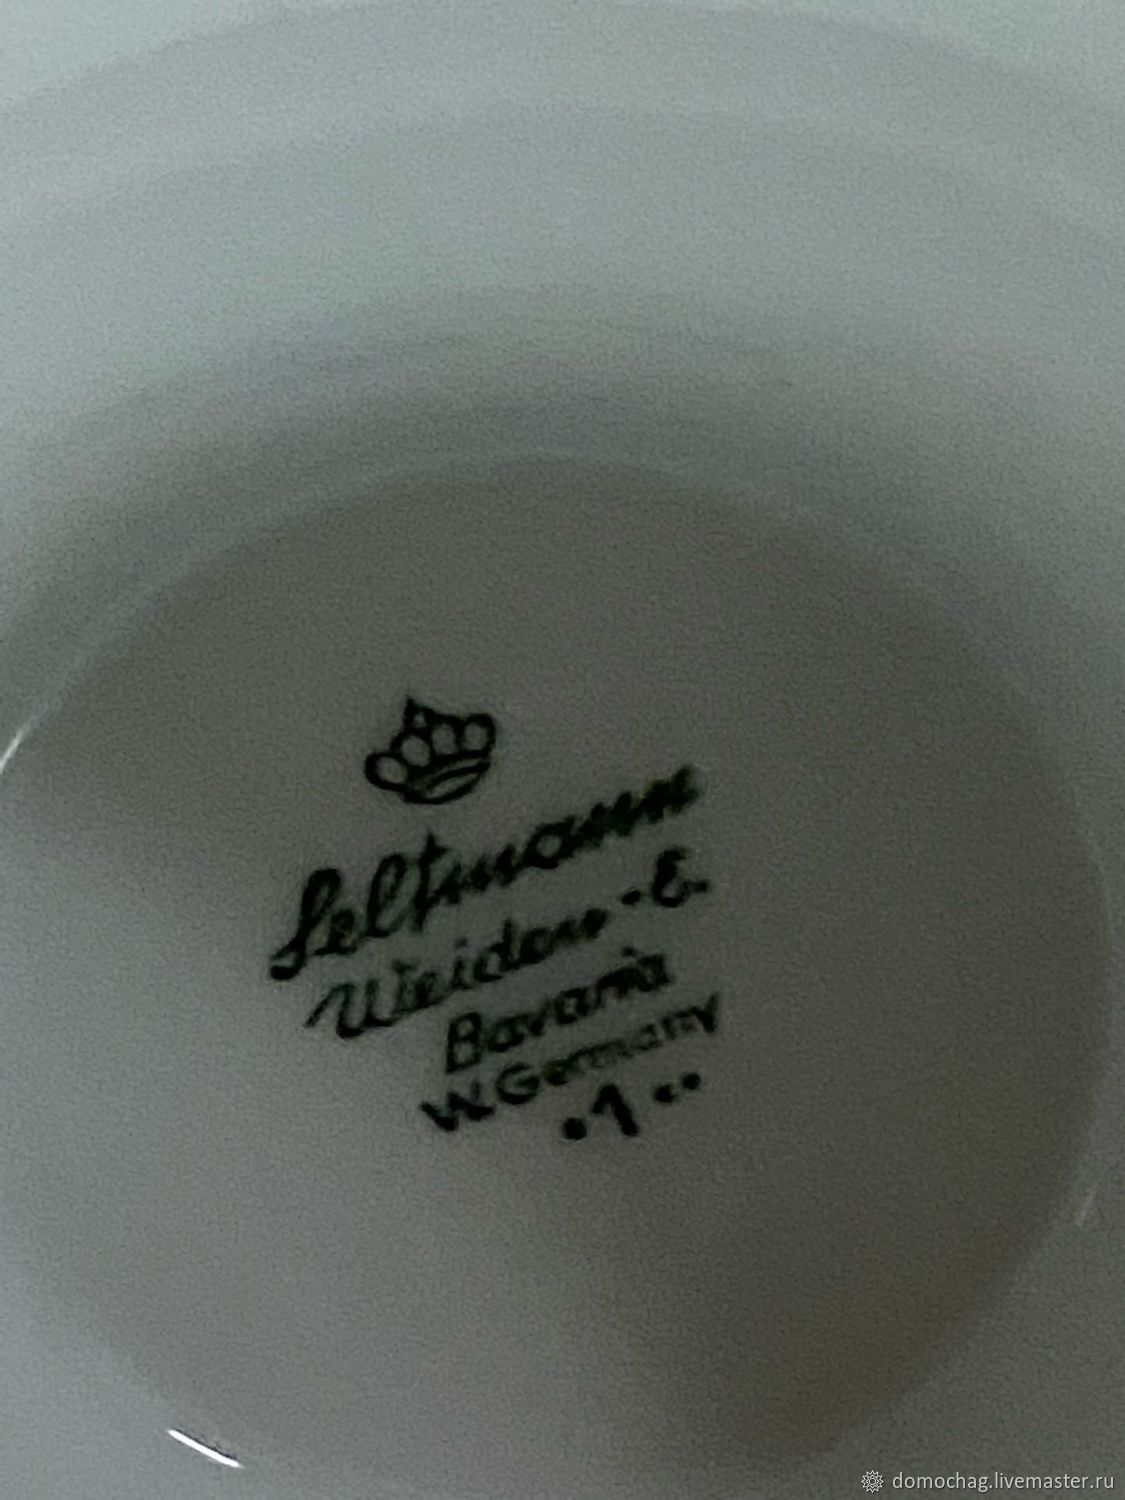 Seltmann
Weiden-E.
Bavaria
W.Germany
.1..
domochag.livemaster.ru